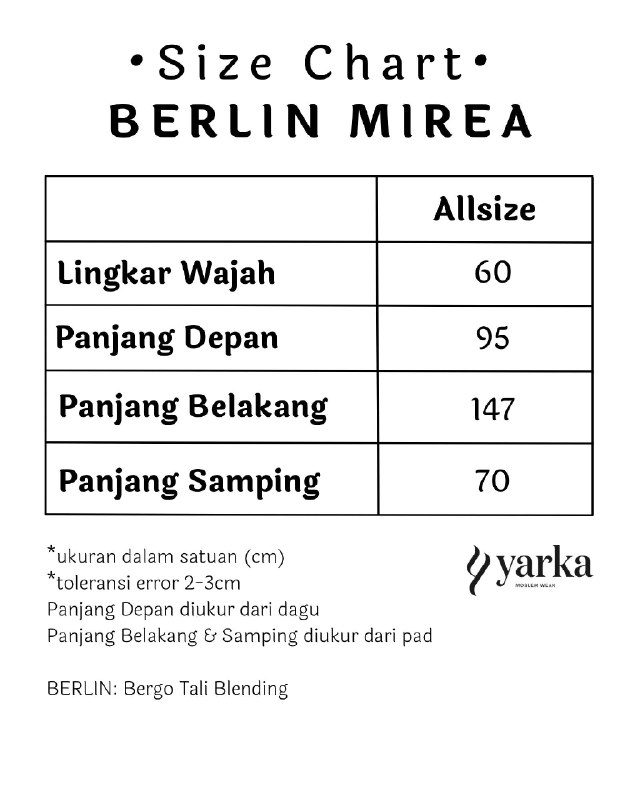 •Size Chart•
BERLIN MIREA
Allsize
Lingkar Wajah 60
Panjang Depan 95
Panjang Belakang 147
Panjang Samping 70
*ukuran dalam satuan (cm)
*toleransi error 2-3cm
Panjang Depan diukur dari dagu
Panjang Belakang & Samping diukur dari pad
yarka
MOSLEM WEAR
BERLIN: Bergo Tali Blending